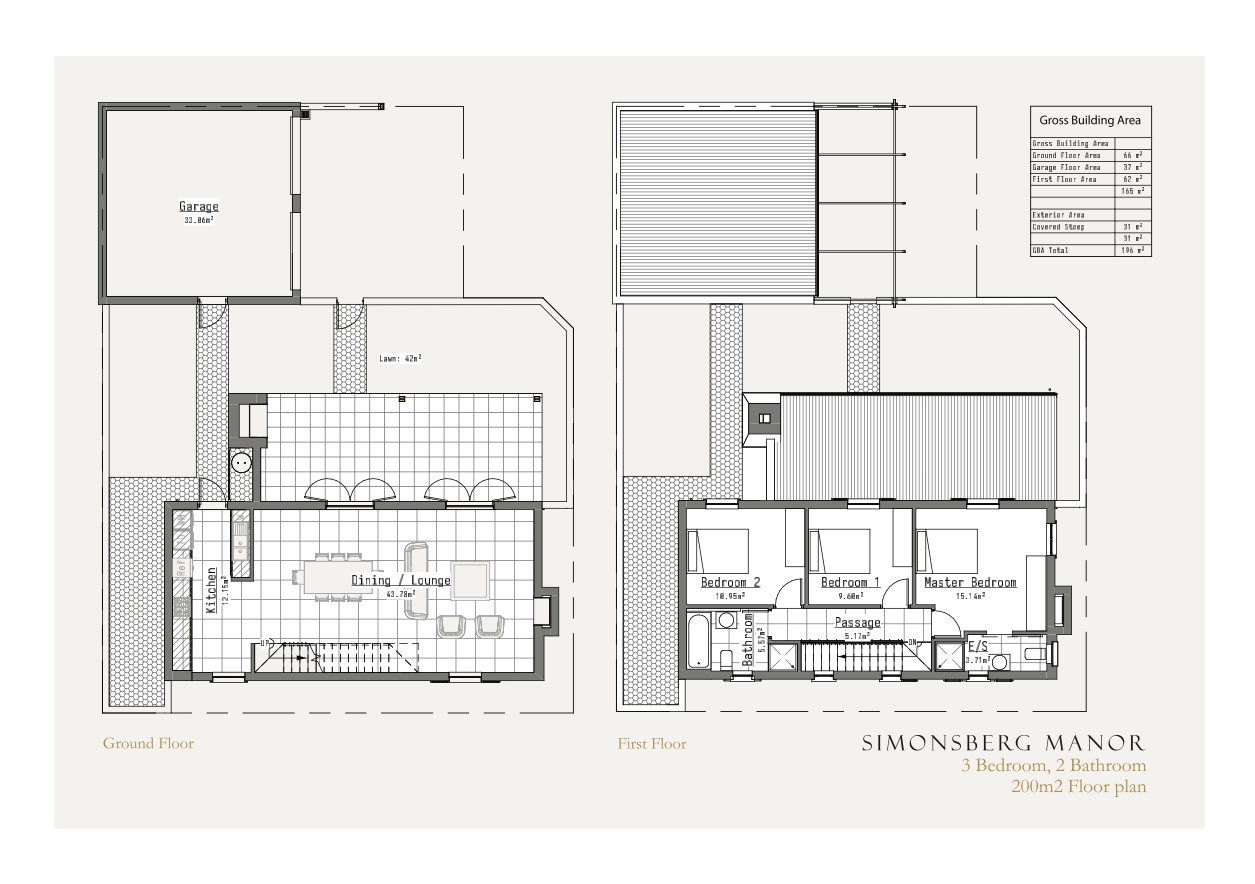 Garage
33.06m²
Lawn: 42m²
Kitchen
12.15m²
Dining / Lounge
43.78m²
UP
Ground Floor
Bedroom 2
10.95m²
Bedroom 1
9.60m²
Master Bedroom
15.14m²
Bathroom
5.57m²
Passage
5.17m²
DN
E/S
3.71m²
First Floor
Gross Building Area
Gross Building Area
Ground Floor Area 66 m²
Garage Floor Area 37 m²
First Floor Area 62 m²
165 m²
Exterior Area
Covered Stoep 31 m²
31 m²
GBA Total 196 m²
SIMONSBERG MANOR
3 Bedroom, 2 Bathroom
200m2 Floor plan